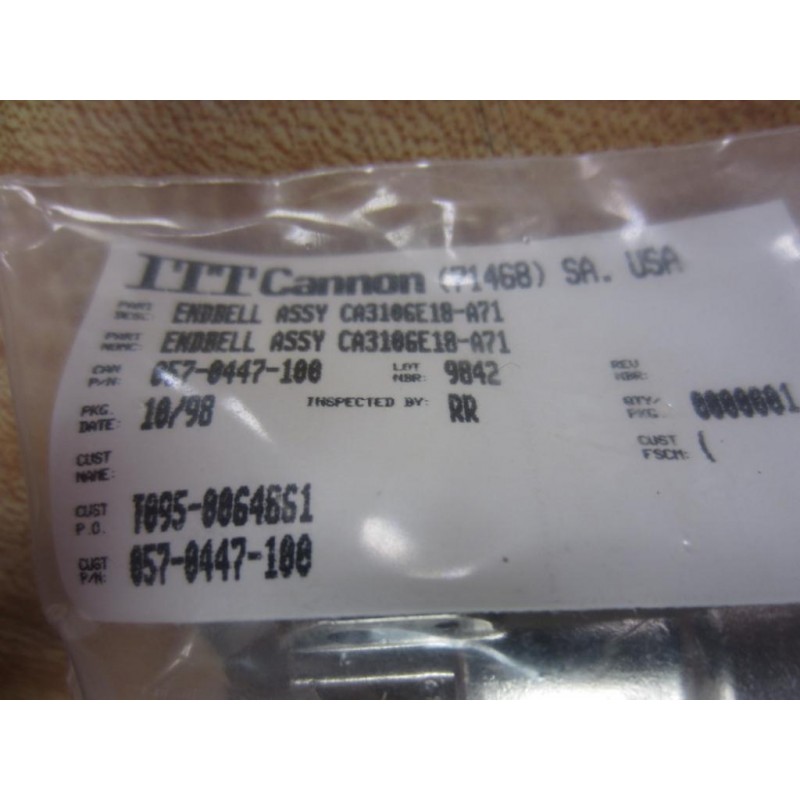 ITT Cannon (71468) SA. USA
PART DESC: ENDBELL ASSY CA3106E18-A71
PART NOMC: ENDBELL ASSY CA3106E18-A71
CAN P/N: 057-0447-100 LOT NBR: 9842 REV NBR:
PKG. DATE: 10/98 INSPECTED BY: RR QTY/ PKG. 0000001
CUST NAME: CUST FSCM: (
CUST P.O. T095-0064661
CUST P/N: 057-0447-100